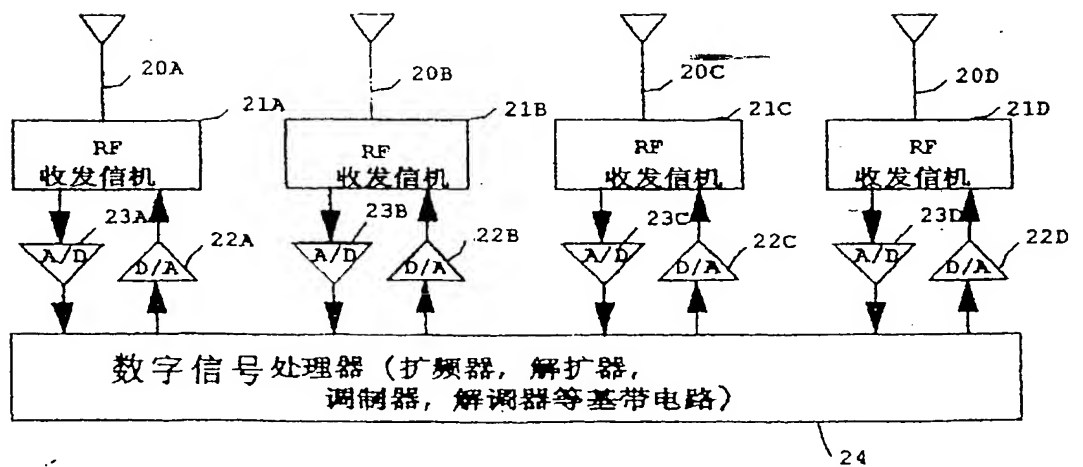 20A 20B 20C 20D
21A 21B 21C 21D
RF RF RF RF
收发信机 收发信机 收发信机 收发信机
23A 23B 23C 23D
22A 22B 22C 22D
A/D D/A A/D D/A A/D D/A A/D D/A
数字信号处理器（扩频器，解扩器，
调制器，解调器等基带电路）
24